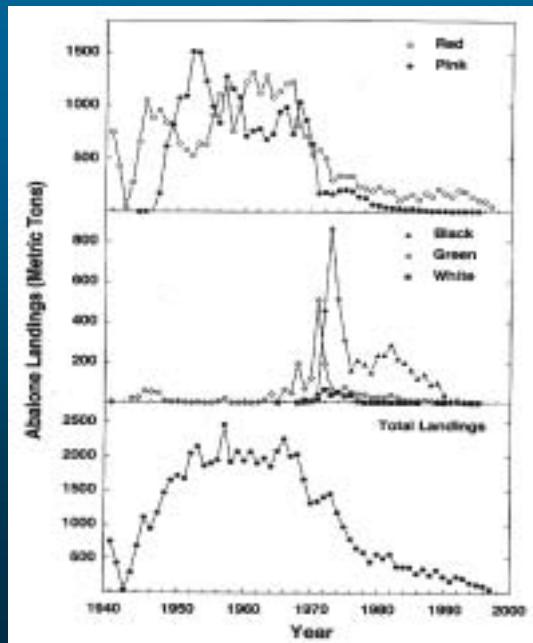 Red
Pink
1500
1000
500
Black
Green
White
800
600
400
200
Abalone Landings (Metric Tons)
Total Landings
2500
2000
1500
1000
500
1940 1950 1960 1970 1980 1990 2000
Year